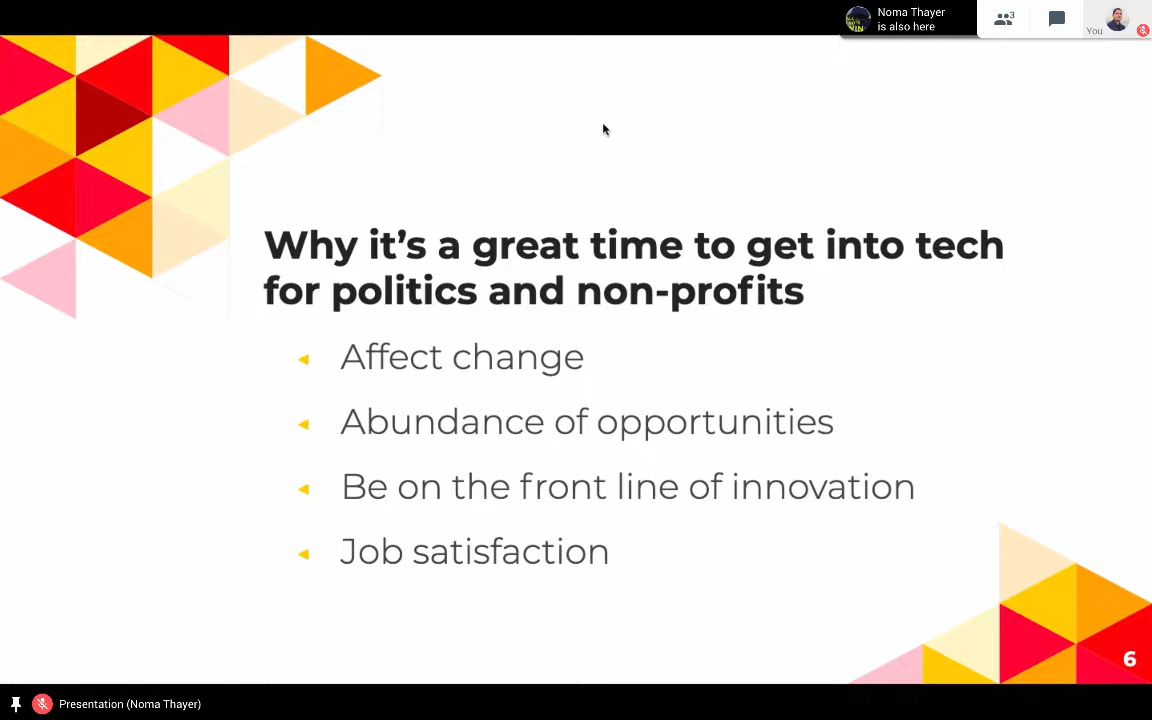 Noma Thayer
is also here
3
You
Why it's a great time to get into tech
for politics and non-profits
Affect change
Abundance of opportunities
Be on the front line of innovation
Job satisfaction
6
Presentation (Noma Thayer)